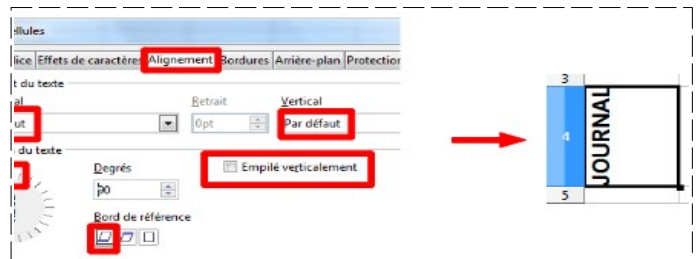 ellules
lice Effets de caractères Alignement Bordures Arrière-plan Protection
t du texte
al Retrait Vertical
ut 0pt Par défaut
du texte
Degrés Empilé verticalement
90
Bord de référence
3
4 JOURNAL
5